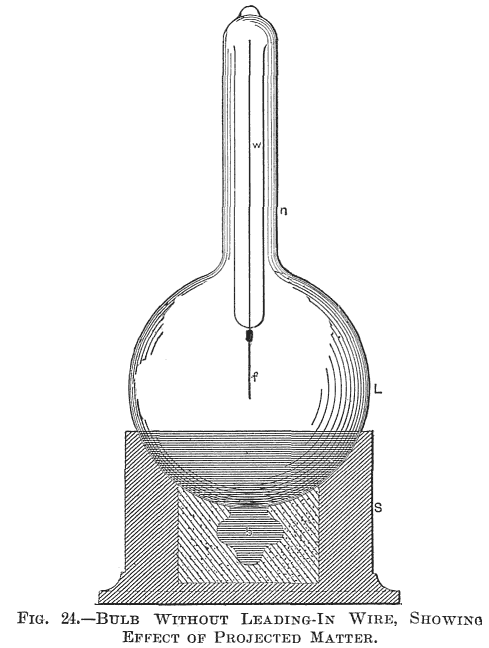 w
n
f
L
S
Fig. 24.—Bulb Without Leading-In Wire, Showing
Effect of Projected Matter.